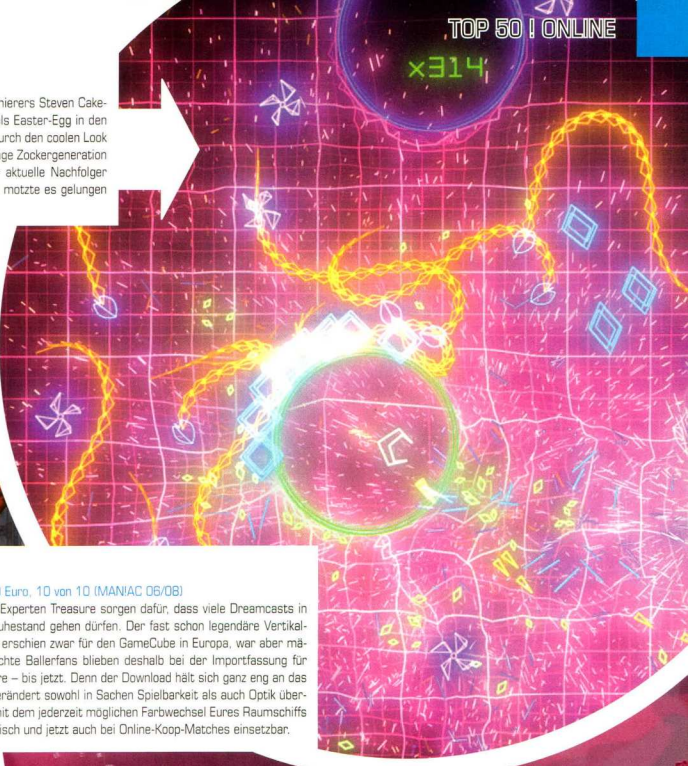 TOP 50 ! ONLINE
x314
nierers Steven Cake-
ls Easter-Egg in den
urch den coolen Look
ge Zockergeneration
aktuelle Nachfolger
motzte es gelungen
Euro, 10 von 10 (MAN!AC 06/08)
Experten Treasure sorgen dafür, dass viele Dreamcasts in
uhestand gehen dürfen. Der fast schon legendäre Vertikal-
erschien zwar für den GameCube in Europa, war aber mä-
chte Ballerfans blieben deshalb bei der Importfassung für
re – bis jetzt. Denn der Download hält sich ganz eng an das
erändert sowohl in Sachen Spielbarkeit als auch Optik über-
it dem jederzeit möglichen Farbwechsel Eures Raumschiffs
isch und jetzt auch bei Online-Koop-Matches einsetzbar.